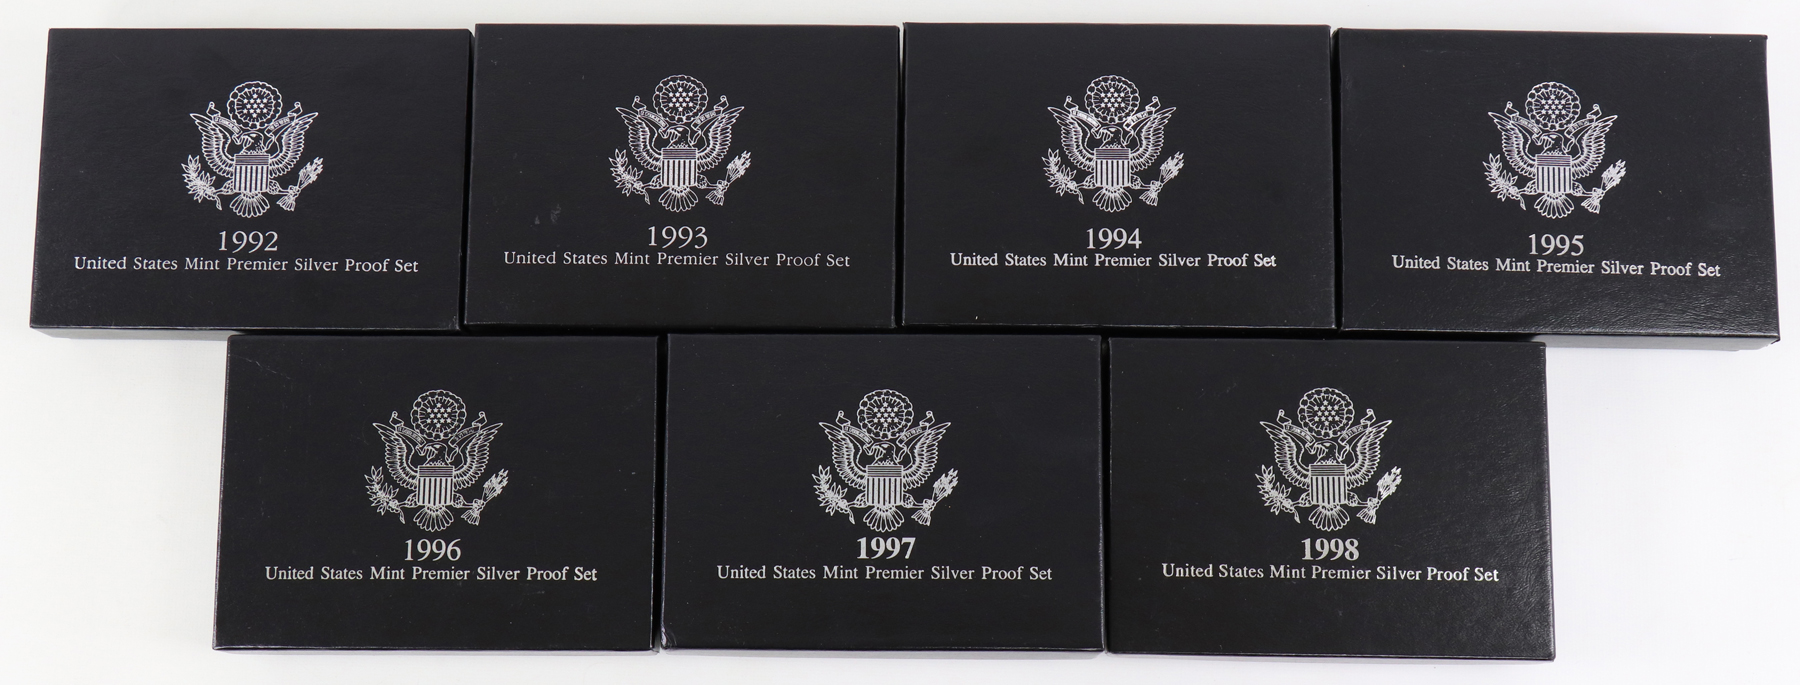 1992
United States Mint Premier Silver Proof Set
1993
United States Mint Premier Silver Proof Set
1994
United States Mint Premier Silver Proof Set
1995
United States Mint Premier Silver Proof Set
1996
United States Mint Premier Silver Proof Set
1997
United States Mint Premier Silver Proof Set
1998
United States Mint Premier Silver Proof Set